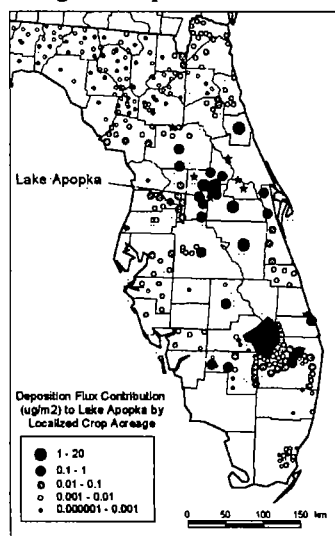 Lake Apopka
Deposition Flux Contribution
(ug/m2) to Lake Apopka by
Localized Crop Acreage
1 - 20
0.1 - 1
0.01 - 0.1
0.001 - 0.01
0.000001 - 0.001
0 50 100 150 km